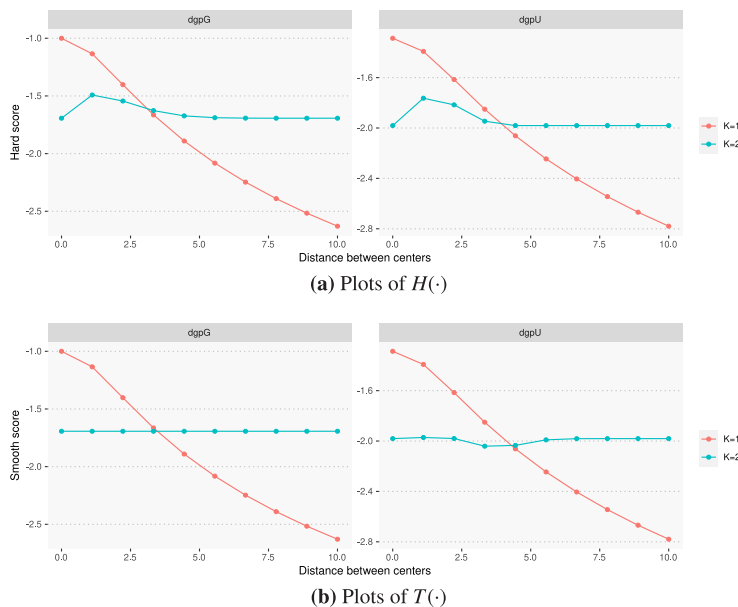 dgpG dgpU
-1.0
-1.5
-2.0
-2.5
-1.6
-2.0
-2.4
-2.8
Hard score
0.0 2.5 5.0 7.5 10.0 0.0 2.5 5.0 7.5 10.0
Distance between centers
K=1
K=2
(a) Plots of H(·)
dgpG dgpU
-1.0
-1.5
-2.0
-2.5
-1.6
-2.0
-2.4
-2.8
Smooth score
0.0 2.5 5.0 7.5 10.0 0.0 2.5 5.0 7.5 10.0
Distance between centers
K=1
K=2
(b) Plots of T(·)